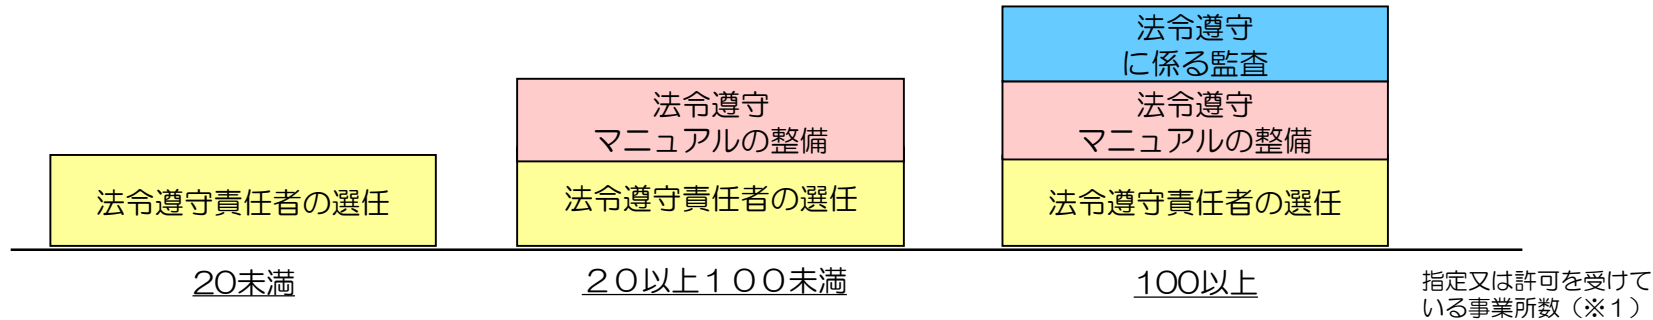 法令遵守
に係る監査
法令遵守
マニュアルの整備
法令遵守
マニュアルの整備
法令遵守責任者の選任
法令遵守責任者の選任
法令遵守責任者の選任
20未満
２０以上１００未満
100以上
指定又は許可を受けて
いる事業所数（※１）